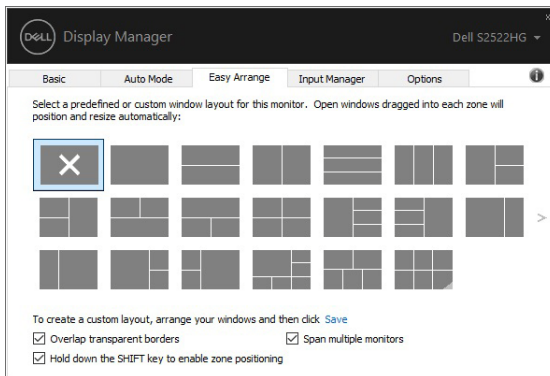 DELL Display Manager
Dell S2522HG
Basic
Auto Mode
Easy Arrange
Input Manager
Options
Select a predefined or custom window layout for this monitor. Open windows dragged into each zone will
position and resize automatically:
To create a custom layout, arrange your windows and then click Save
Overlap transparent borders
Span multiple monitors
Hold down the SHIFT key to enable zone positioning